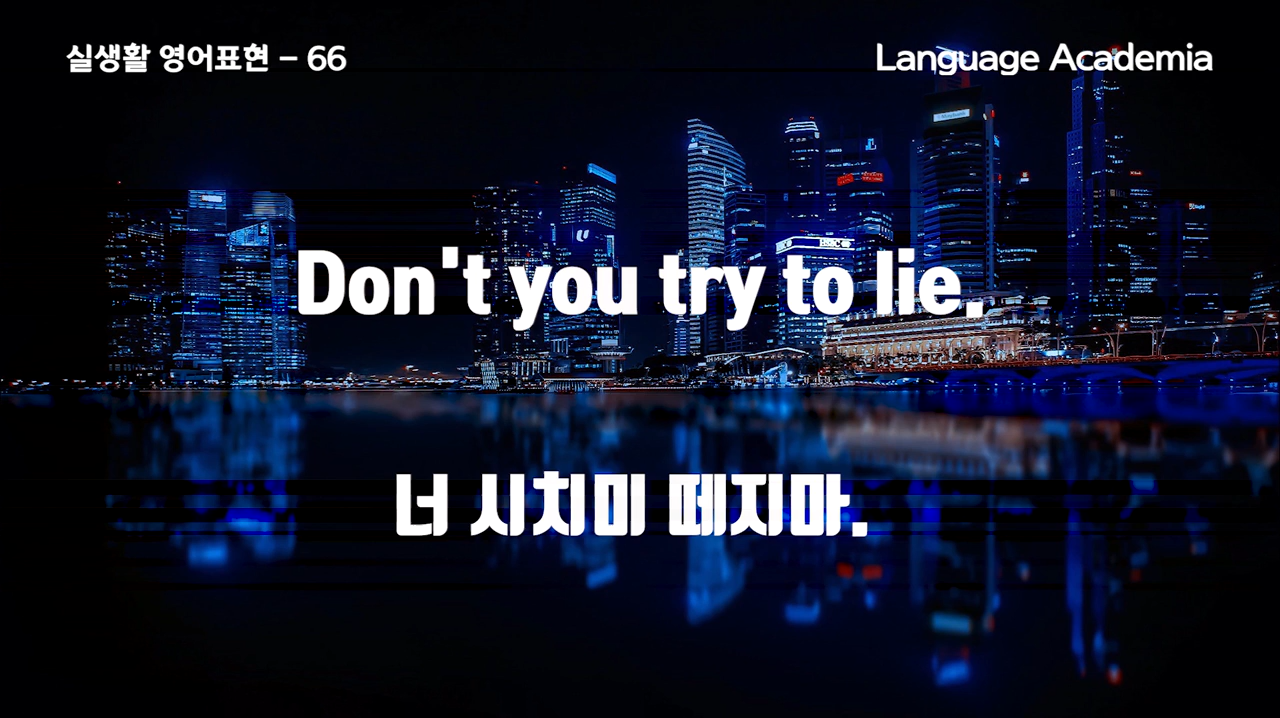 실생활 영어표현 – 66
Language Academia
HSBC
Don't you try to lie.
너 시치미 떼지마.